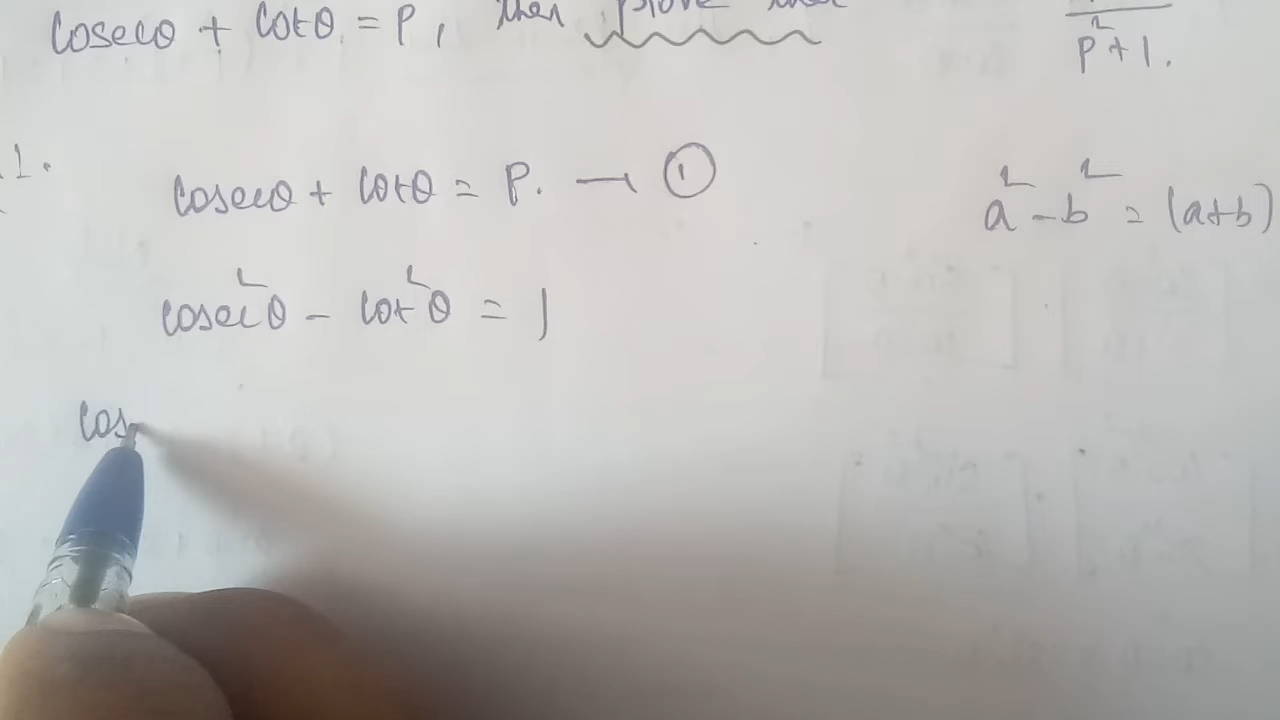 cosecθ + cotθ = P, then prove that
p²+1.
1.
cosecθ + cotθ = P. — ①
a² - b² = (a+b)
cosec²θ - cot²θ = 1
cos